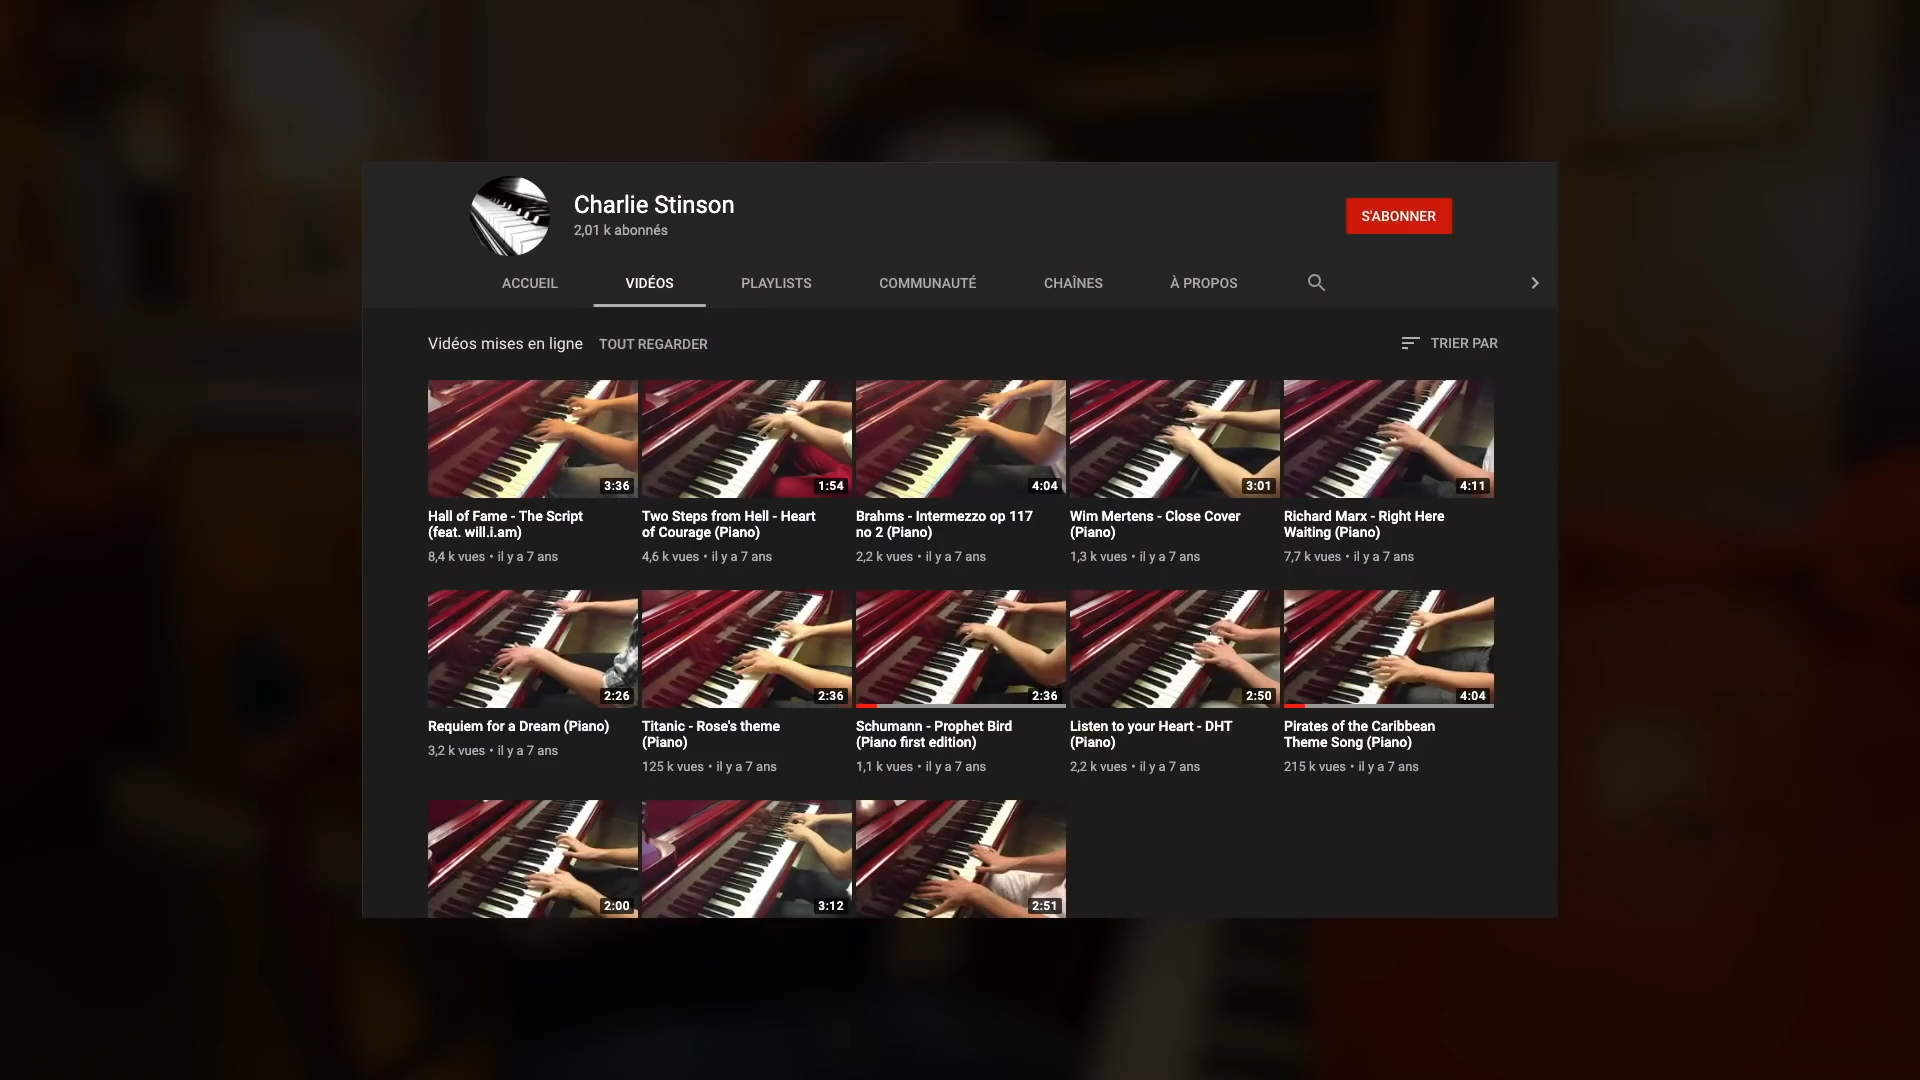 Charlie Stinson
2,01 k abonnés
S'ABONNER
ACCUEIL
VIDÉOS
PLAYLISTS
COMMUNAUTÉ
CHAÎNES
À PROPOS
Vidéos mises en ligne
TOUT REGARDER
TRIER PAR
3:36
1:54
4:04
3:01
4:11
Hall of Fame - The Script
(feat. will.i.am)
8,4 k vues • il y a 7 ans
Two Steps from Hell - Heart
of Courage (Piano)
4,6 k vues • il y a 7 ans
Brahms - Intermezzo op 117
no 2 (Piano)
2,2 k vues • il y a 7 ans
Wim Mertens - Close Cover
(Piano)
1,3 k vues • il y a 7 ans
Richard Marx - Right Here
Waiting (Piano)
7,7 k vues • il y a 7 ans
2:26
2:36
2:36
2:50
4:04
Requiem for a Dream (Piano)
3,2 k vues • il y a 7 ans
Titanic - Rose's theme
(Piano)
125 k vues • il y a 7 ans
Schumann - Prophet Bird
(Piano first edition)
1,1 k vues • il y a 7 ans
Listen to your Heart - DHT
(Piano)
2,2 k vues • il y a 7 ans
Pirates of the Caribbean
Theme Song (Piano)
215 k vues • il y a 7 ans
2:00
3:12
2:51